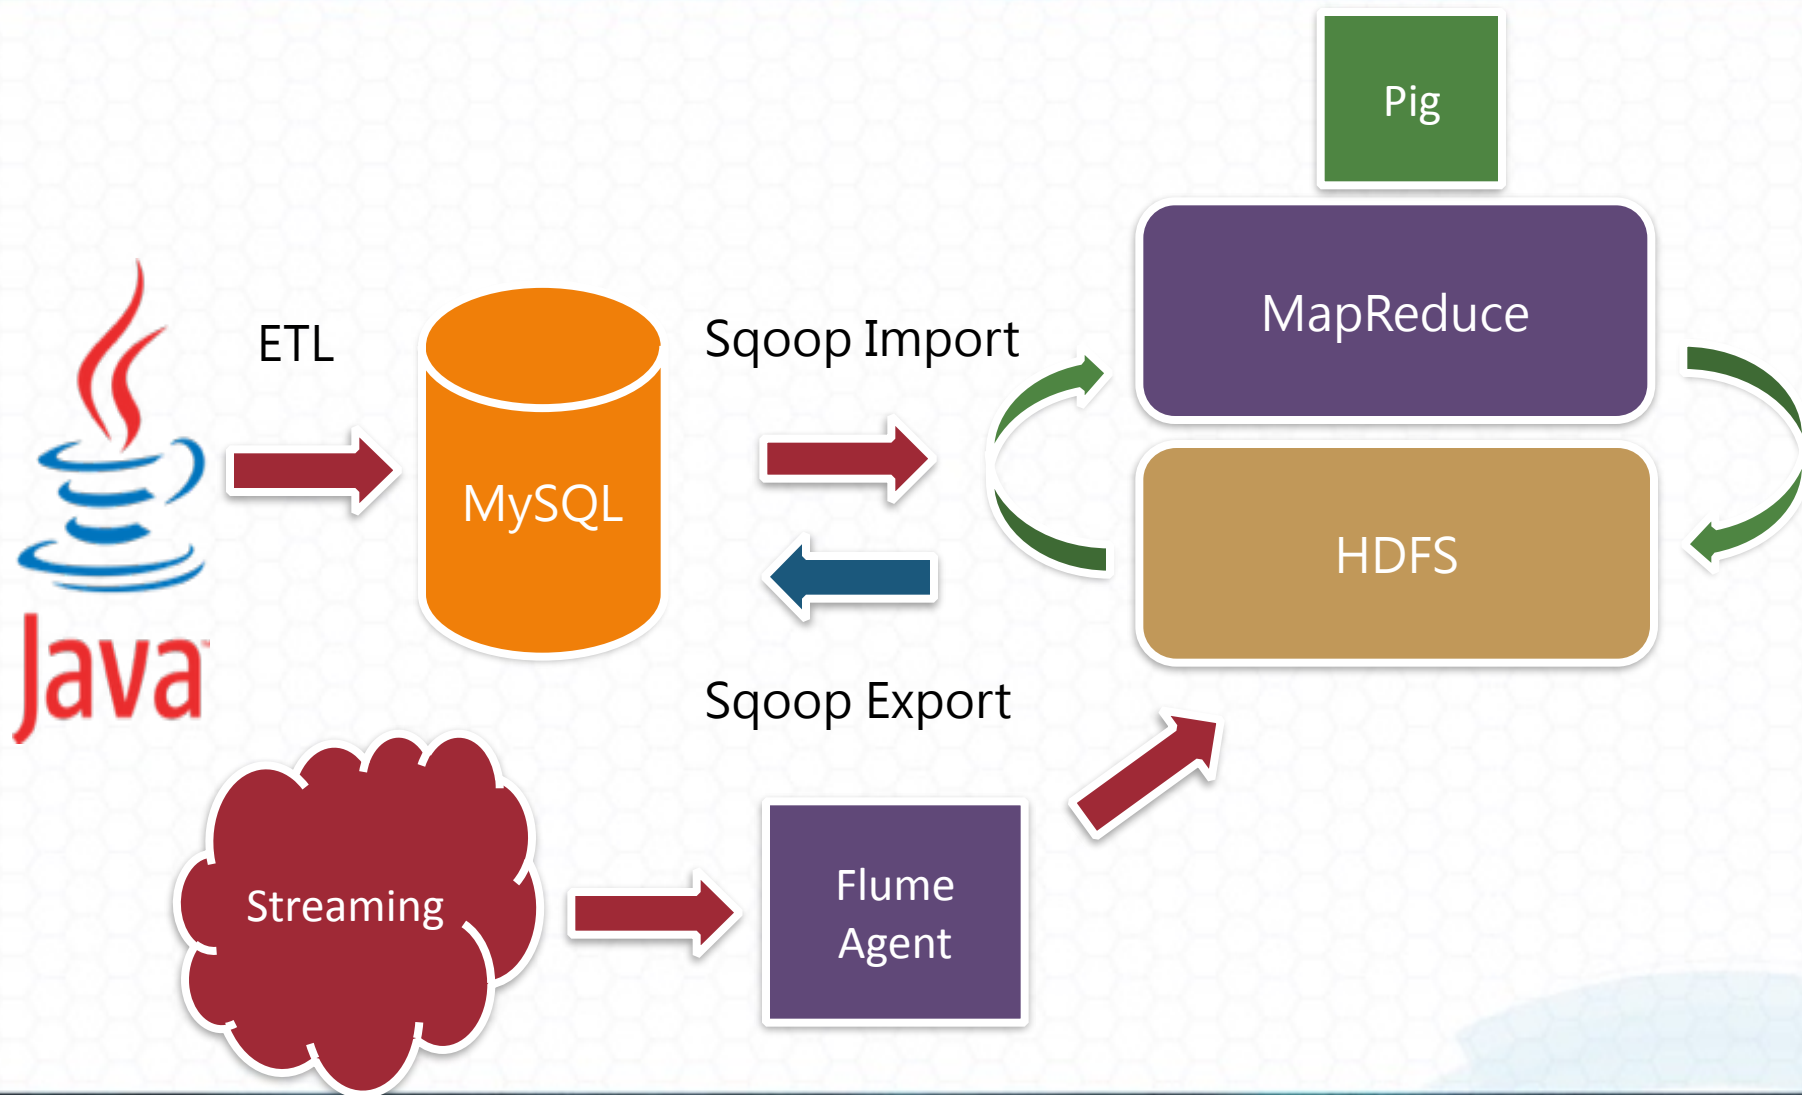 Pig
MapReduce
ETL
Sqoop Import
MySQL
HDFS
Java
Sqoop Export
Streaming
Flume
Agent